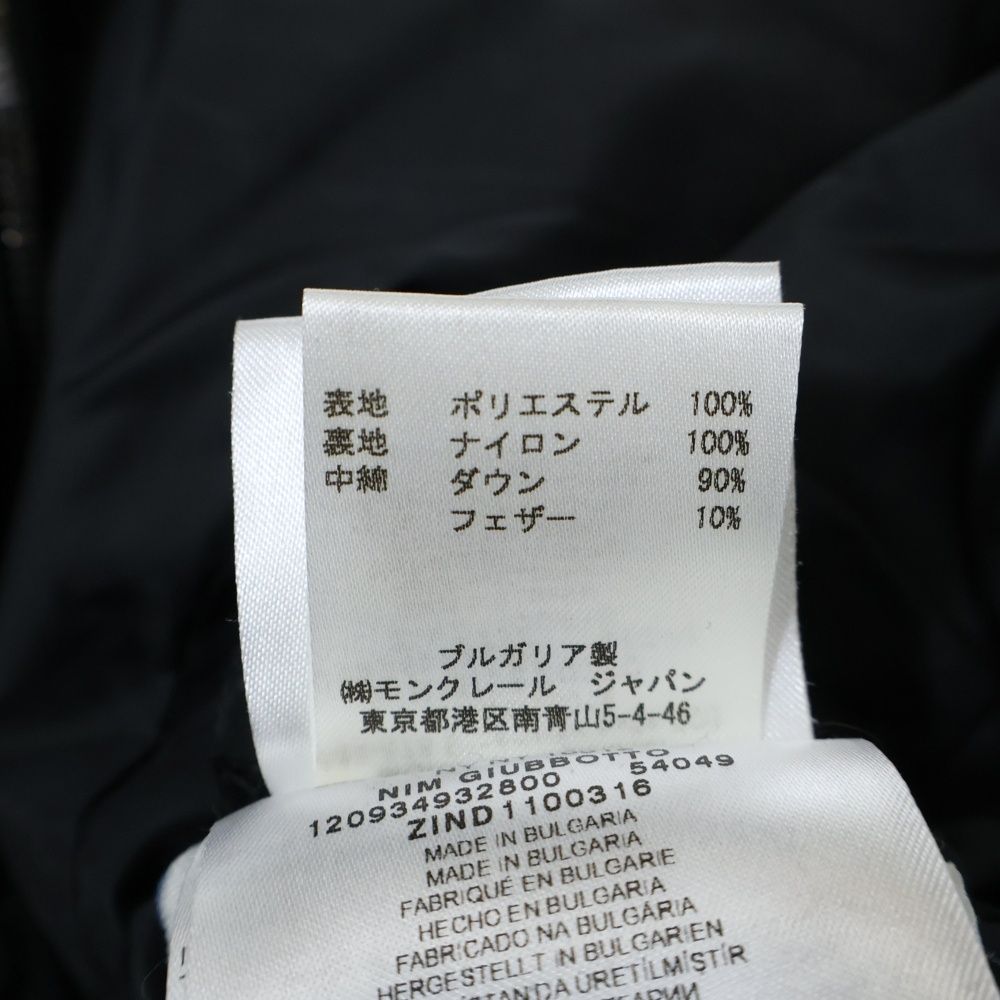 表地 ポリエステル 100%
裏地 ナイロン 100%
中綿 ダウン 90%
フェザー 10%
ブルガリア製
㈱モンクレール ジャパン
東京都港区南青山5-4-46
NIM GIUBBOTTO
120934932800 54049
ZIND1100316
MADE IN BULGARIA
MADE IN BULGARIA
FABRIQUÉ EN BULGARIE
HECHO EN BULGARIA
FABRICADO NA BULGÁRIA
HERGESTELLT IN BULGARIEN